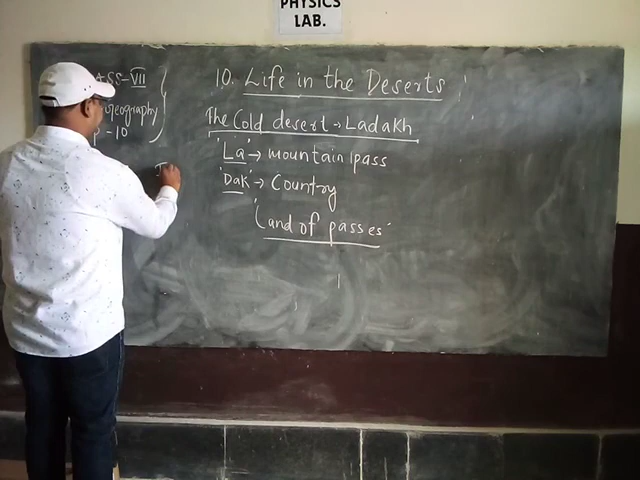 PHYSICS
LAB.
SS-VII
eography
P-10
10. Life in the Deserts
The Cold desert → Ladakh
'La' → mountain pass
'Dak' → Country
'Land of passes'